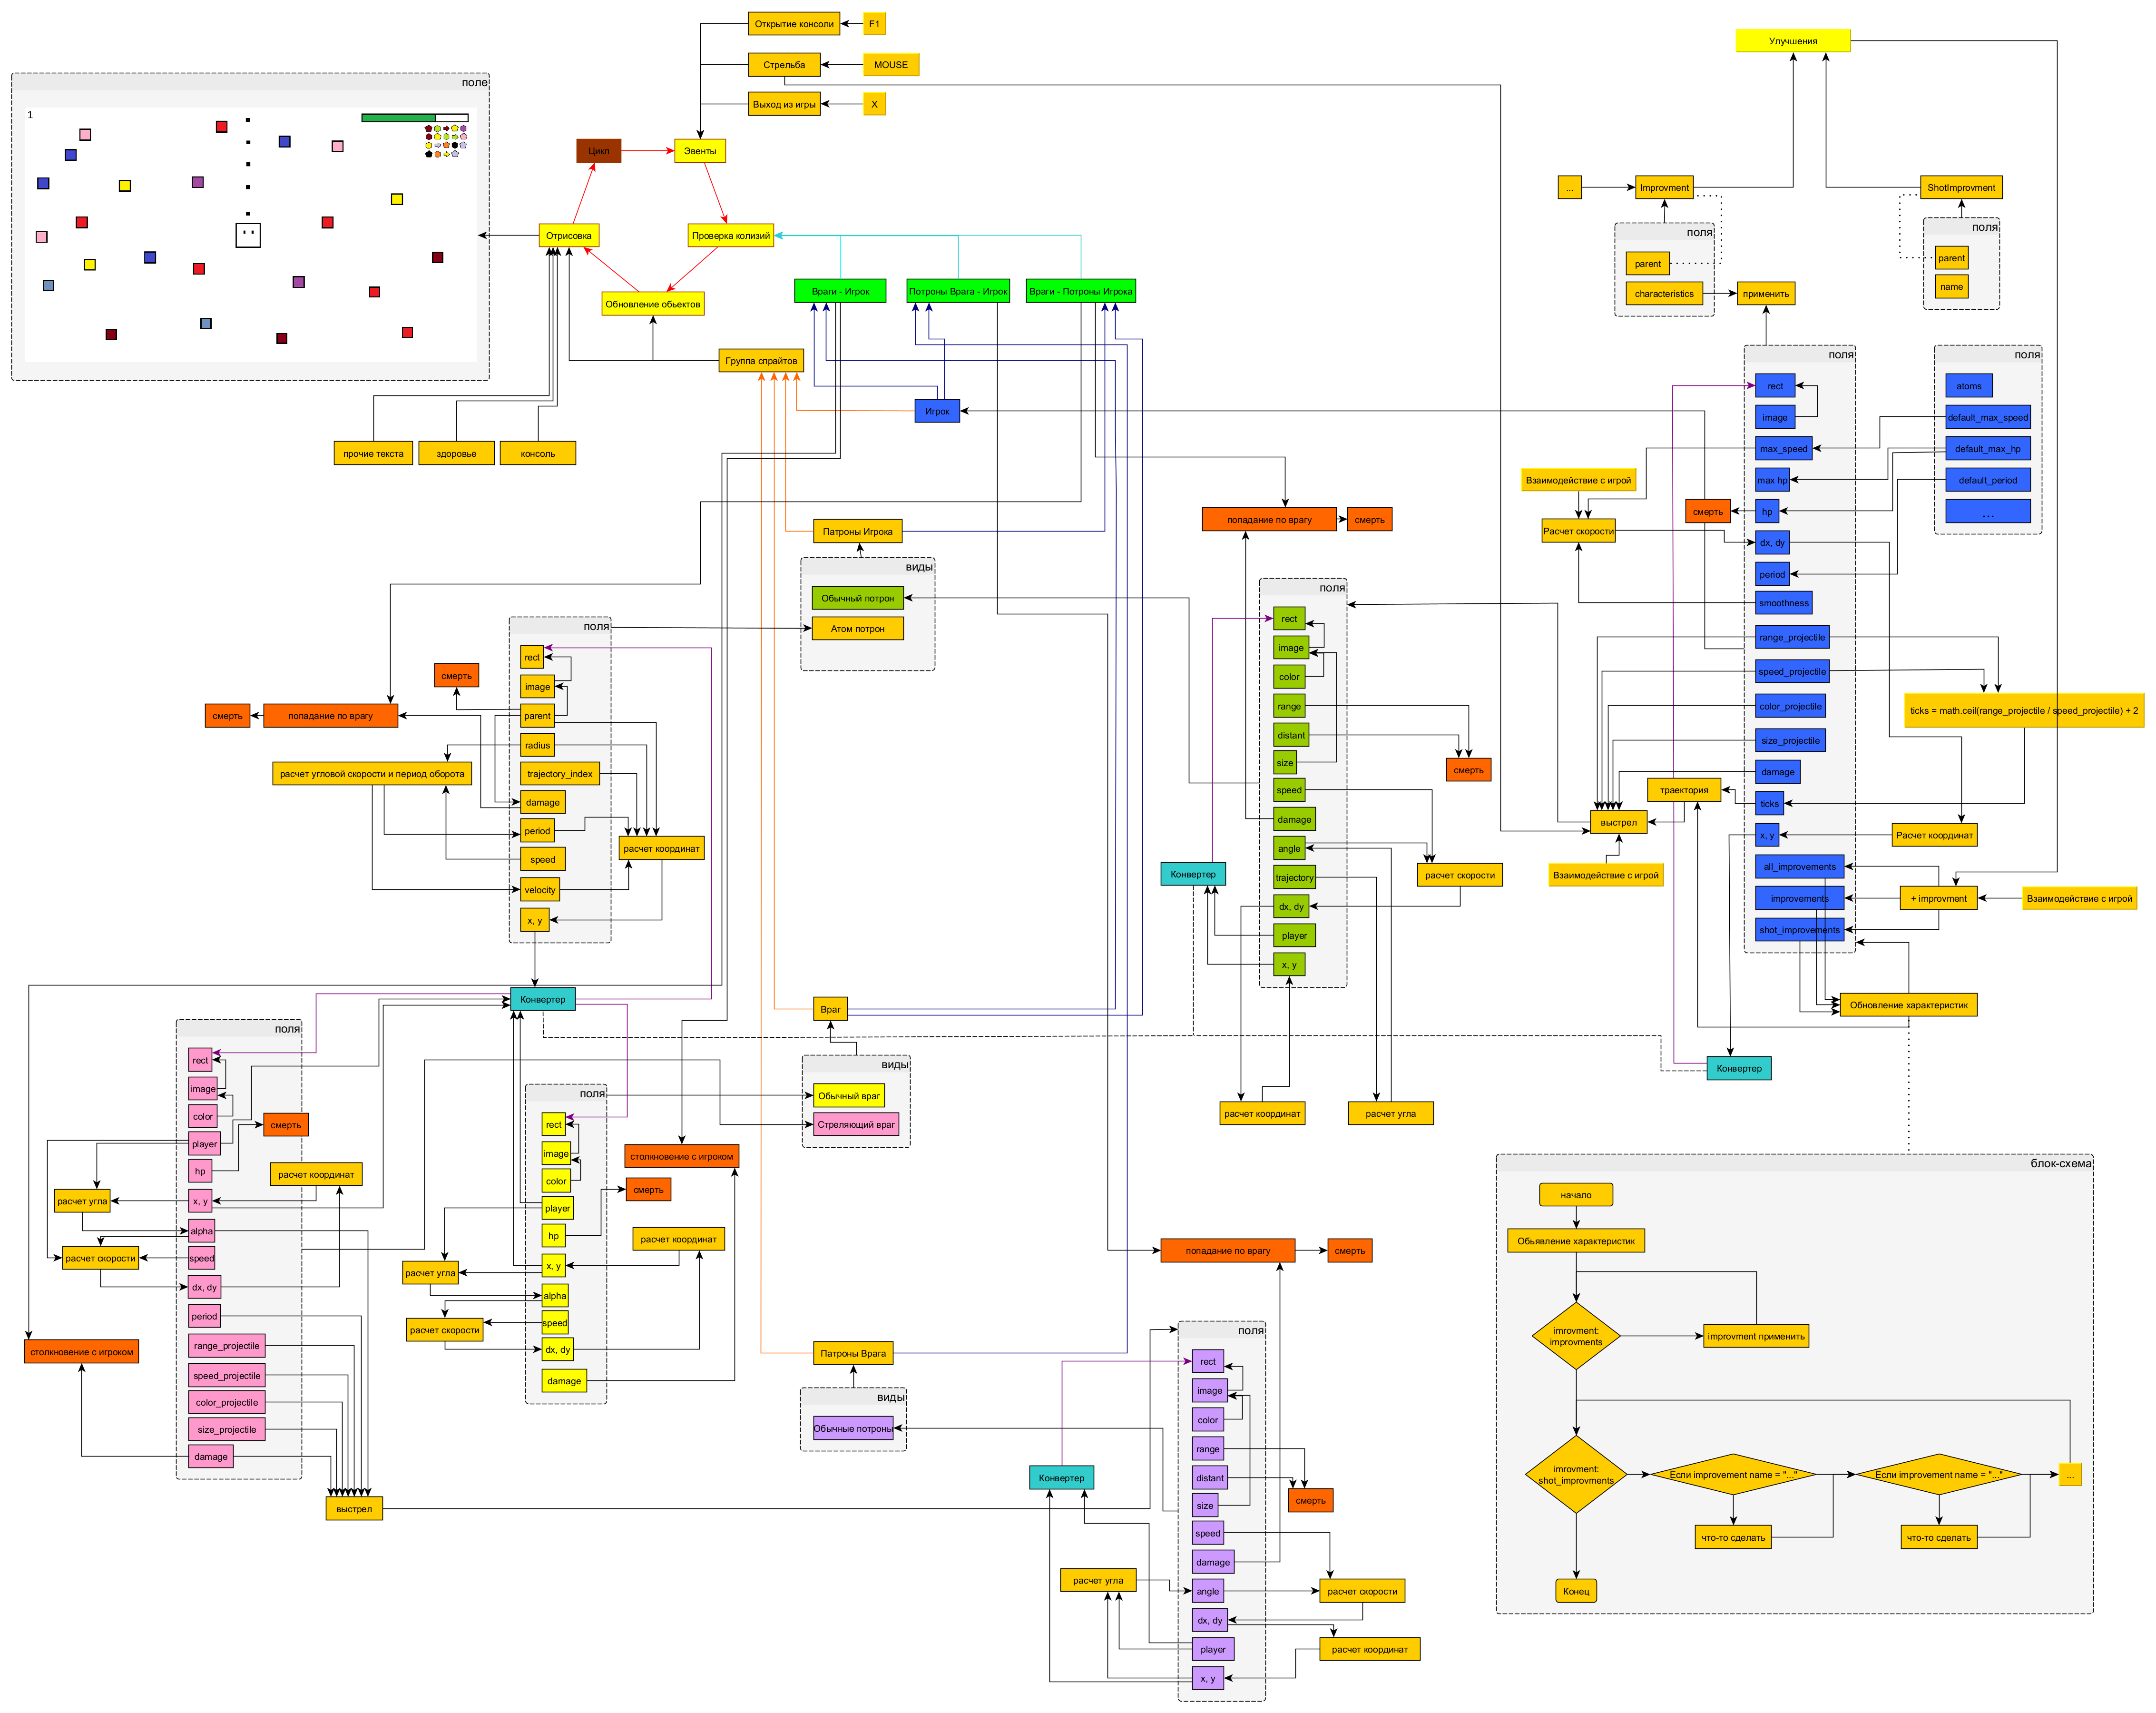 Открытие консоли
F1
Стрельба
MOUSE
Выход из игры
X
Цикл
Эвенты
Отрисовка
Проверка колизий
Обновление обьектов
поле
1
Враги - Игрок
Потроны Врага - Игрок
Враги - Потроны Игрока
Группа спрайтов
Игрок
прочие текста
здоровье
консоль
Улучшения
...
Improvment
ShotImprovment
поля
parent
characteristics
применить
поля
parent
name
поля
rect
image
max_speed
max hp
hp
dx, dy
period
smoothness
range_projectile
speed_projectile
color_projectile
size_projectile
damage
ticks
x, y
all_improvements
improvements
shot_improvements
поля
atoms
default_max_speed
default_max_hp
default_period
...
Взаимодействие с игрой
Расчет скорости
смерть
ticks = math.ceil(range_projectile / speed_projectile) + 2
траектория
выстрел
Взаимодействие с игрой
Расчет координат
+ improvment
Взаимодействие с игрой
Обновление характеристик
Конвертер
Патроны Игрока
виды
Обычный потрон
Атом потрон
попадание по врагу
смерть
поля
rect
image
color
range
distant
size
speed
damage
angle
trajectory
dx, dy
player
x, y
смерть
расчет скорости
Конвертер
расчет координат
расчет угла
поля
rect
image
parent
radius
trajectory_index
damage
period
speed
velocity
x, y
смерть
смерть
попадание по врагу
расчет угловой скорости и период оборота
расчет координат
Конвертер
Враг
виды
Обычный враг
Стреляющий враг
поля
rect
image
color
player
hp
x, y
alpha
speed
dx, dy
period
range_projectile
speed_projectile
color_projectile
size_projectile
damage
смерть
расчет координат
расчет угла
расчет скорости
столкновение с игроком
выстрел
поля
rect
image
color
player
hp
x, y
alpha
speed
dx, dy
damage
столкновение с игроком
смерть
расчет координат
расчет угла
расчет скорости
Патроны Врага
виды
Обычные потроны
попадание по врагу
смерть
поля
rect
image
color
range
distant
size
speed
damage
angle
dx, dy
player
x, y
смерть
Конвертер
расчет угла
расчет скорости
расчет координат
блок-схема
начало
Обьявление характеристик
imrovment:
improvments
improvment применить
imrovment:
shot_improvments
Если improvement name = "..."
Если improvement name = "..."
...
что-то сделать
что-то сделать
Конец